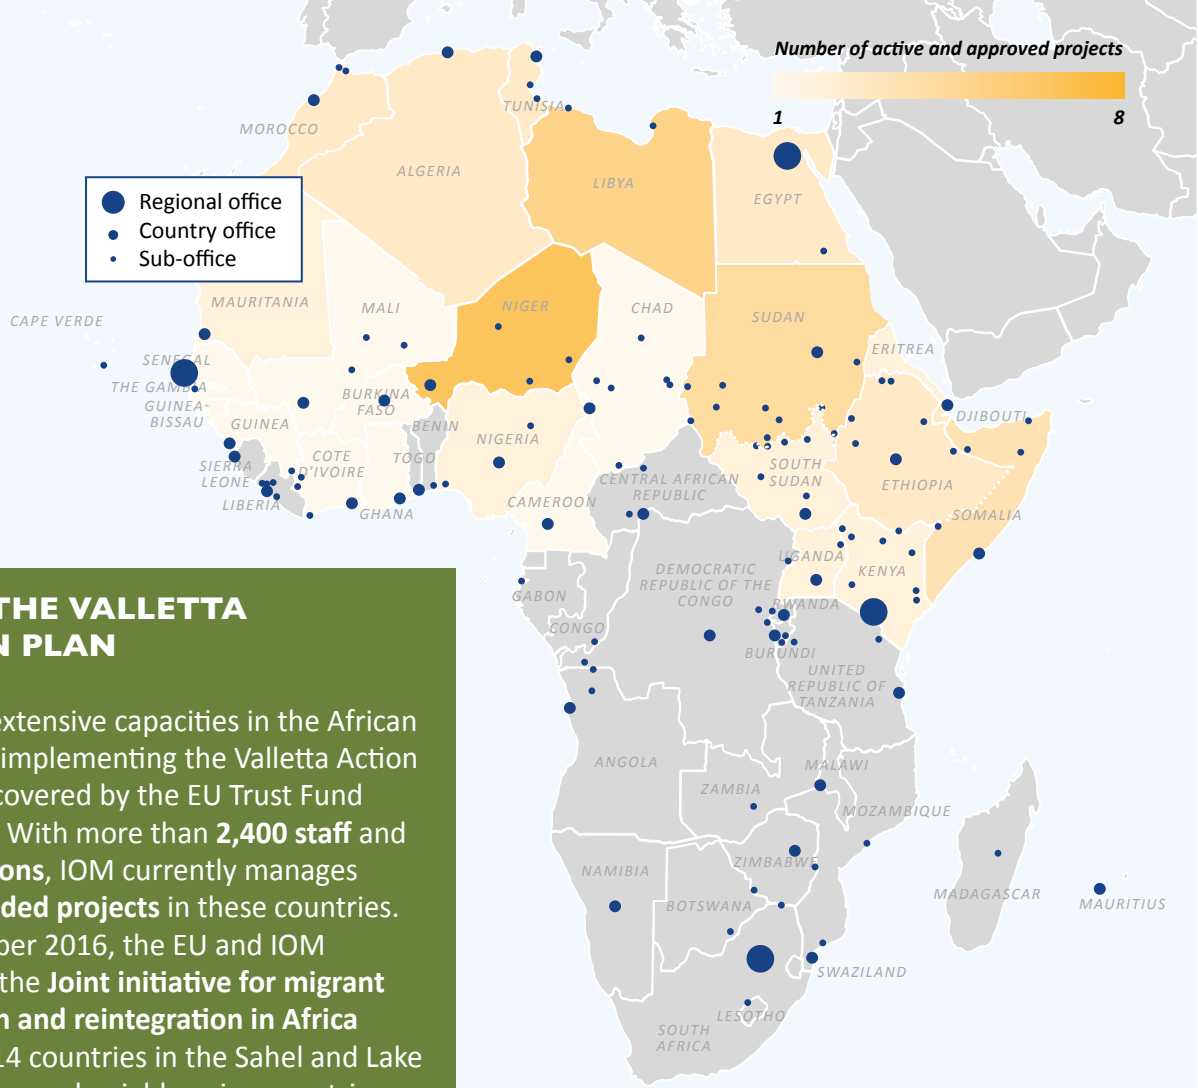 Number of active and approved projects
1
8
Regional office
Country office
Sub-office
TUNISIA
MOROCCO
ALGERIA
LIBYA
EGYPT
MAURITANIA
MALI
NIGER
CHAD
SUDAN
CAPE VERDE
ERITREA
SENEGAL
THE GAMBIA
GUINEA-
BISSAU
BURKINA
FASO
DJIBOUTI
GUINEA
BENIN
NIGERIA
COTE
D'IVOIRE
TOGO
SIERRA
LEONE
SOUTH
SUDAN
CENTRAL AFRICAN
REPUBLIC
ETHIOPIA
LIBERIA
GHANA
CAMEROON
SOMALIA
UGANDA
KENYA
DEMOCRATIC
REPUBLIC OF THE
CONGO
GABON
RWANDA
CONGO
BURUNDI
UNITED
REPUBLIC OF
TANZANIA
ANGOLA
MALAWI
ZAMBIA
MOZAMBIQUE
NAMIBIA
ZIMBABWE
BOTSWANA
MADAGASCAR
MAURITIUS
SWAZILAND
LESOTHO
SOUTH
AFRICA
THE VALLETTA
N PLAN
extensive capacities in the African
implementing the Valletta Action
covered by the EU Trust Fund
With more than 2,400 staff and
ons, IOM currently manages
ded projects in these countries.
ber 2016, the EU and IOM
the Joint initiative for migrant
n and reintegration in Africa
14 countries in the Sahel and Lake